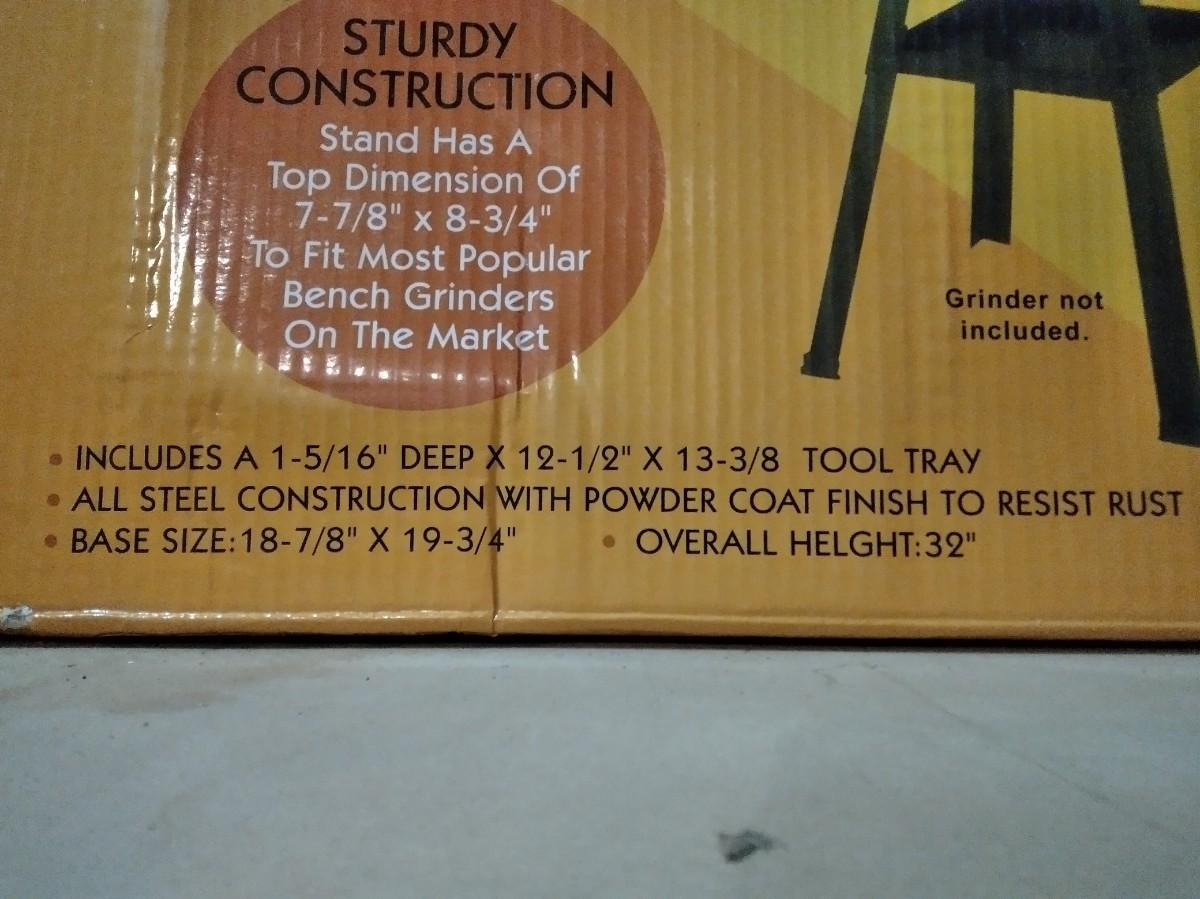 STURDY
CONSTRUCTION
Stand Has A
Top Dimension Of
7-7/8" x 8-3/4"
To Fit Most Popular
Bench Grinders
On The Market
Grinder not
included.
• INCLUDES A 1-5/16" DEEP X 12-1/2" X 13-3/8 TOOL TRAY
• ALL STEEL CONSTRUCTION WITH POWDER COAT FINISH TO RESIST RUST
• BASE SIZE:18-7/8" X 19-3/4" • OVERALL HELGHT:32"